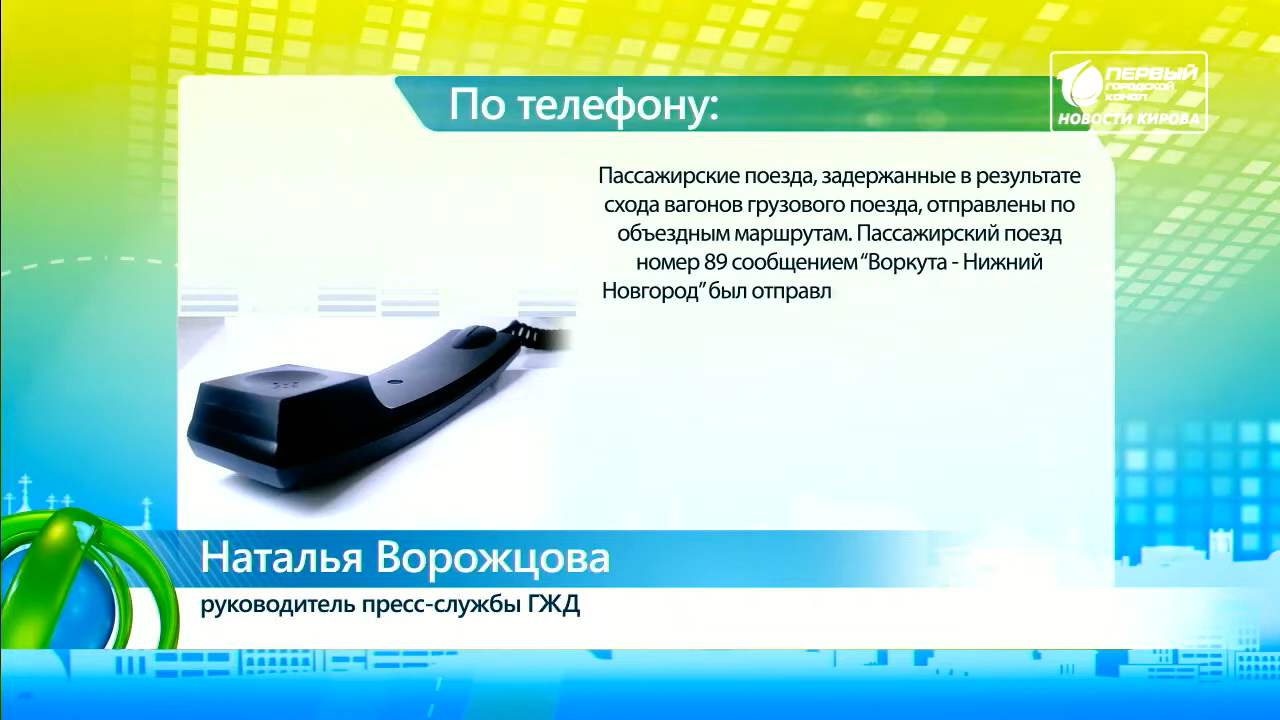 По телефону:
ПЕРВЫЙ
ГОРОДСКОЙ
КАНАЛ
НОВОСТИ КИРОВА
Пассажирские поезда, задержанные в результате
схода вагонов грузового поезда, отправлены по
объездным маршрутам. Пассажирский поезд
номер 89 сообщением “Воркута - Нижний
Новгород” был отправл
Наталья Ворожцова
руководитель пресс-службы ГЖД